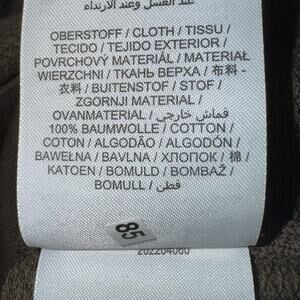 عند الغسل وعند الارتداء
OBERSTOFF / CLOTH / TISSU /
TECIDO / TEJIDO EXTERIOR /
POVRCHOVÝ MATERIÁL / MATERIAŁ
WIERZCHNI / ТКАНЬ ВЕРХА / 布料 -
衣料 / BUITENSTOF / STOF /
ZGORNJI MATERIAL /
OVANMATERIAL / قماش خارجي
100% BAUMWOLLE / COTTON /
COTON / ALGODÃO / ALGODÓN /
BAWEŁNA / BAVLNA / ХЛОПОК / 棉 /
KATOEN / BOMULD / BOMBAŽ /
BOMULL / قطن
85
202204060